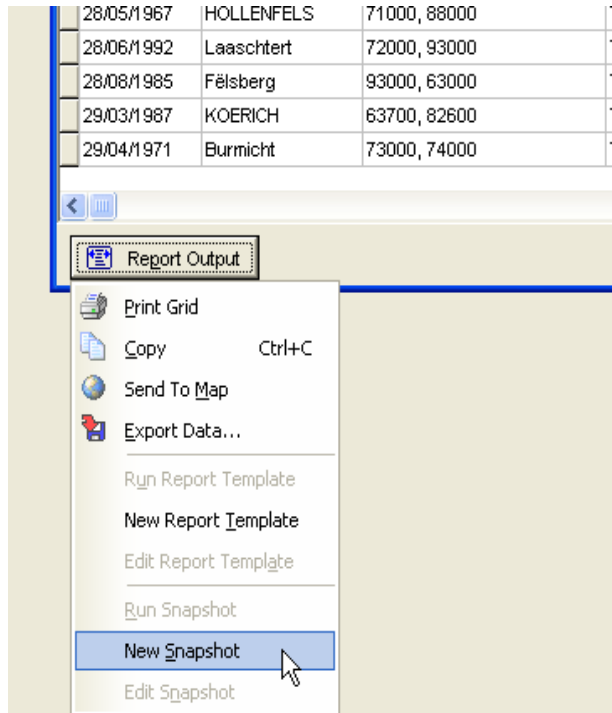 28/05/1967 HOLLENFELS 71000, 88000
28/06/1992 Laaschtert 72000, 93000
28/08/1985 Fëlsberg 93000, 63000
29/03/1987 KOERICH 63700, 82600
29/04/1971 Burmicht 73000, 74000
Report Output
Print Grid
Copy Ctrl+C
Send To Map
Export Data...
Run Report Template
New Report Template
Edit Report Template
Run Snapshot
New Snapshot
Edit Snapshot